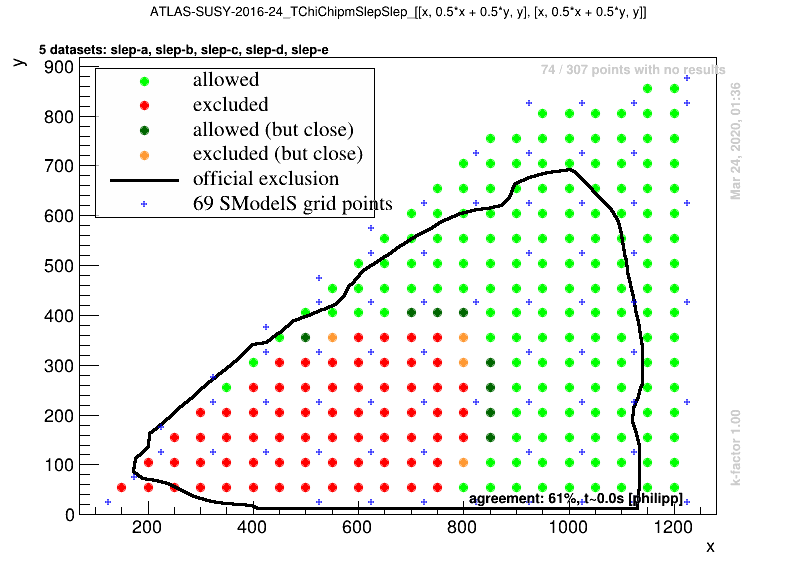 ATLAS-SUSY-2016-24_TChiChipmSlepSlep_[[x, 0.5*x + 0.5*y, y], [x, 0.5*x + 0.5*y, y]]
5 datasets: slep-a, slep-b, slep-c, slep-d, slep-e
y
74 / 307 points with no results
allowed
excluded
allowed (but close)
excluded (but close)
official exclusion
69 SModelS grid points
900
800
700
600
500
400
300
200
100
0
Mar 24, 2020, 01:36
k-factor 1.00
agreement: 61%, t~0.0s [philipp]
200 400 600 800 1000 1200
x